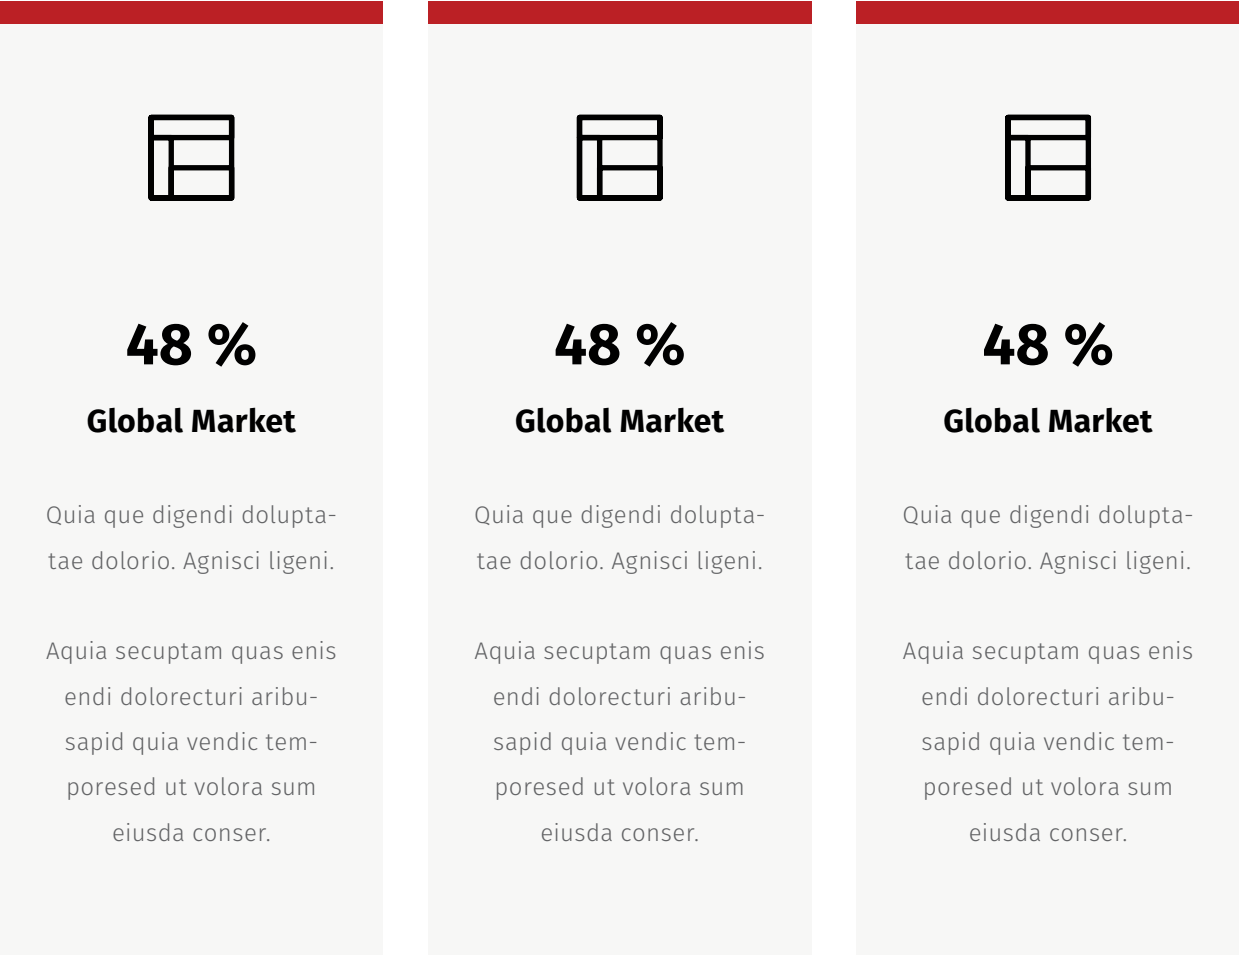 48 %
Global Market
Quia que digendi dolupta-
tae dolorio. Agnisci ligeni.
Aquia secuptam quas enis
endi dolorecturi aribu-
sapid quia vendic tem-
poresed ut volora sum
eiusda conser.
48 %
Global Market
Quia que digendi dolupta-
tae dolorio. Agnisci ligeni.
Aquia secuptam quas enis
endi dolorecturi aribu-
sapid quia vendic tem-
poresed ut volora sum
eiusda conser.
48 %
Global Market
Quia que digendi dolupta-
tae dolorio. Agnisci ligeni.
Aquia secuptam quas enis
endi dolorecturi aribu-
sapid quia vendic tem-
poresed ut volora sum
eiusda conser.